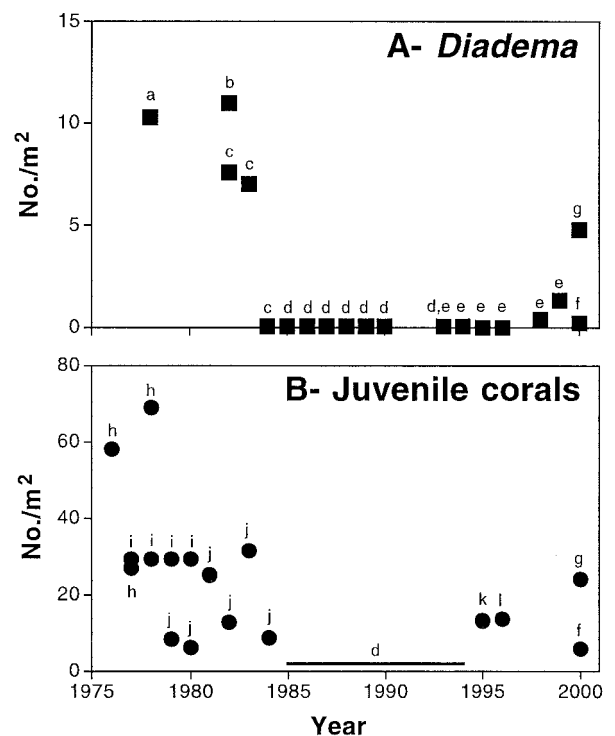 15
A- Diadema
a
b
10
c
c
No./m²
5
g
e
c d d d d d d d,e e e e e f
0
80
B- Juvenile corals
h
h
60
No./m²
40
i i i i j j
h
g
20
j j j j k l
f
d
0
1975 1980 1985 1990 1995 2000
Year